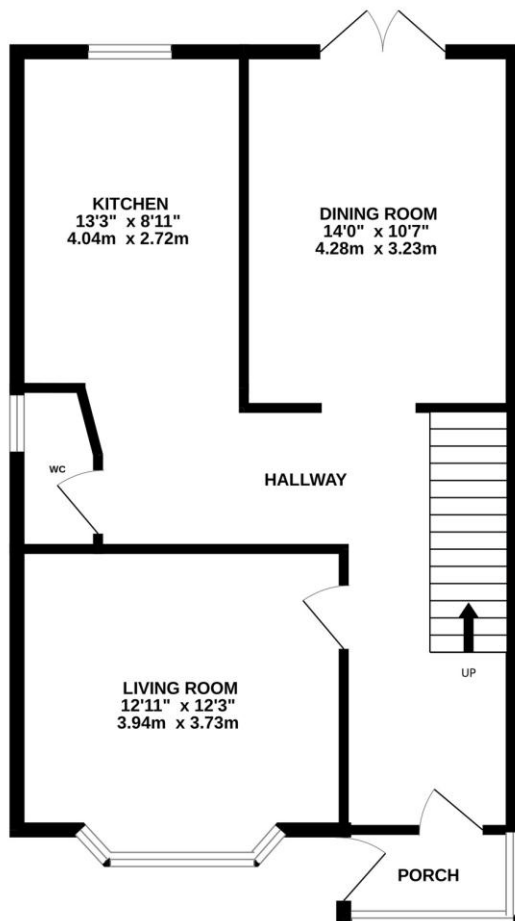 KITCHEN
13'3" x 8'11"
4.04m x 2.72m
DINING ROOM
14'0" x 10'7"
4.28m x 3.23m
WC
HALLWAY
UP
LIVING ROOM
12'11" x 12'3"
3.94m x 3.73m
PORCH